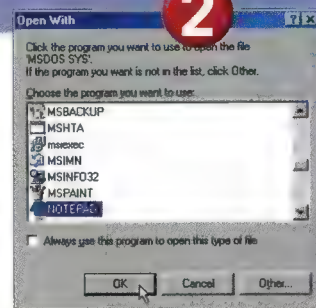 2
Open With
Click the program you want to use to open the file
'MSDOS SYS'.
If the program you want is not in the list, click Other.
Choose the program you want to use:
MSBACKUP
MSHTA
msiexec
MSIMN
MSINFO32
MSPAINT
NOTEPAD
Always use this program to open this type of file
OK
Cancel
Other...